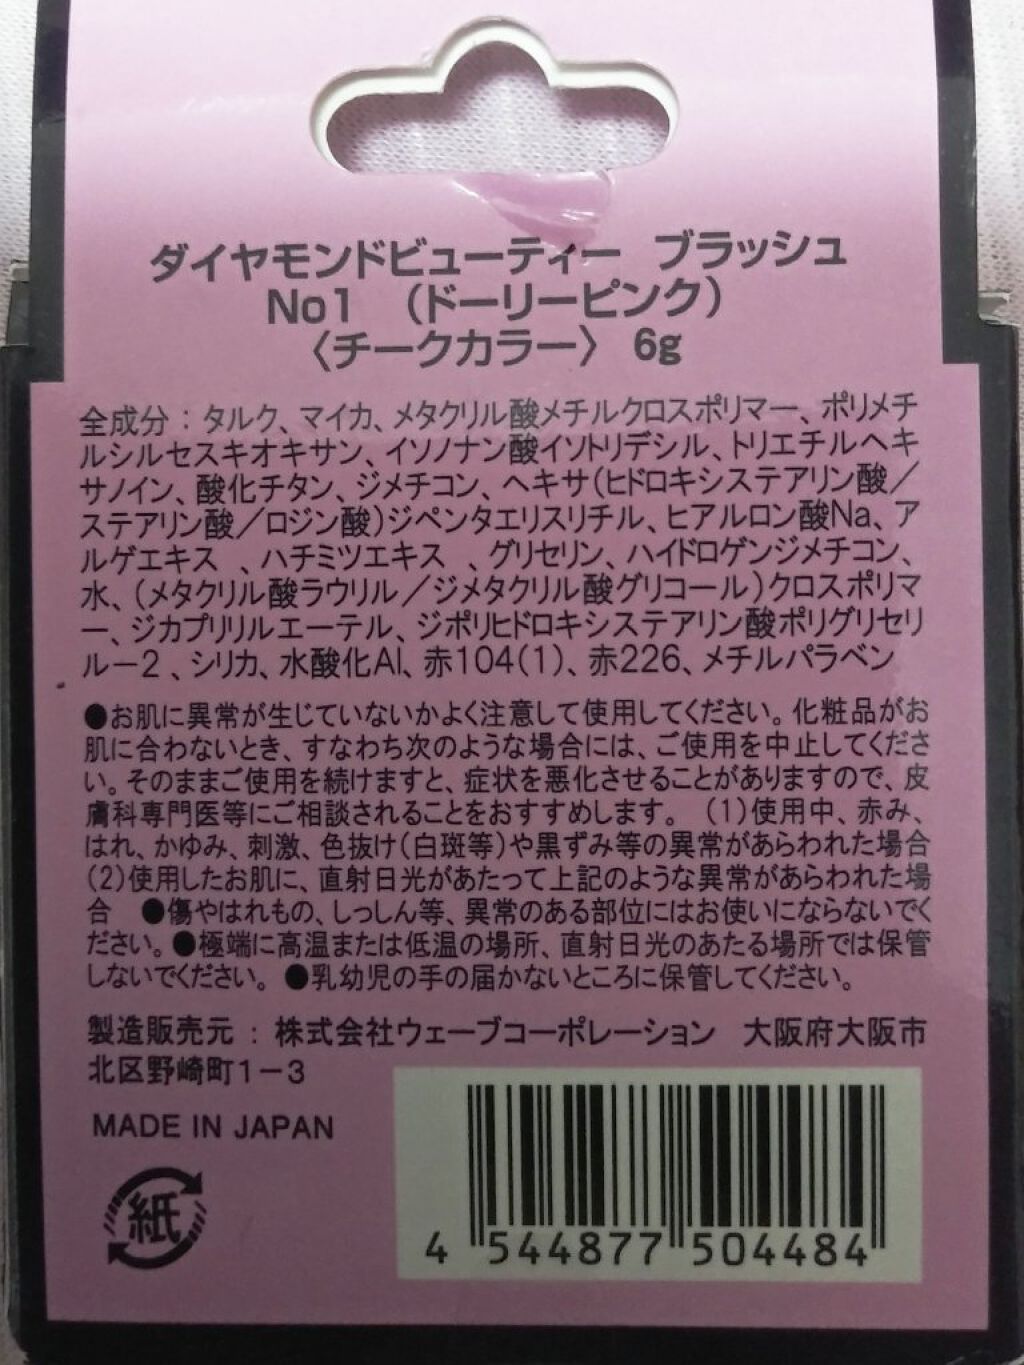 ダイヤモンドビューティー ブラッシュ
No1 (ドーリーピンク)
〈チークカラー〉 6g
全成分：タルク、マイカ、メタクリル酸メチルクロスポリマー、ポリメチ
ルシルセスキオキサン、イソノナン酸イソトリデシル、トリエチルヘキ
サノイン、酸化チタン、ジメチコン、ヘキサ(ヒドロキシステアリン酸／
ステアリン酸／ロジン酸)ジペンタエリスリチル、ヒアルロン酸Na、ア
ルゲエキス 、ハチミツエキス 、グリセリン、ハイドロゲンジメチコン、
水、(メタクリル酸ラウリル／ジメタクリル酸グリコール)クロスポリマ
ー、ジカプリリルエーテル、ジポリヒドロキシステアリン酸ポリグリセリ
ルー2 、シリカ、水酸化Al、赤104(1)、赤226、メチルパラベン
●お肌に異常が生じていないかよく注意して使用してください。化粧品がお
肌に合わないとき、すなわち次のような場合には、ご使用を中止してくださ
い。そのままご使用を続けますと、症状を悪化させることがありますので、皮
膚科専門医等にご相談されることをおすすめします。 (1)使用中、赤み、
はれ、かゆみ、刺激、色抜け(白斑等)や黒ずみ等の異常があらわれた場合
(2)使用したお肌に、直射日光があたって上記のような異常があらわれた場
合 ●傷やはれもの、しっしん等、異常のある部位にはお使いにならないでく
ださい。●極端に高温または低温の場所、直射日光のあたる場所では保管
しないでください。 ●乳幼児の手の届かないところに保管してください。
製造販売元：株式会社ウェーブコーポレーション 大阪府大阪市
北区野崎町1－3
MADE IN JAPAN
紙
4 544877 504484